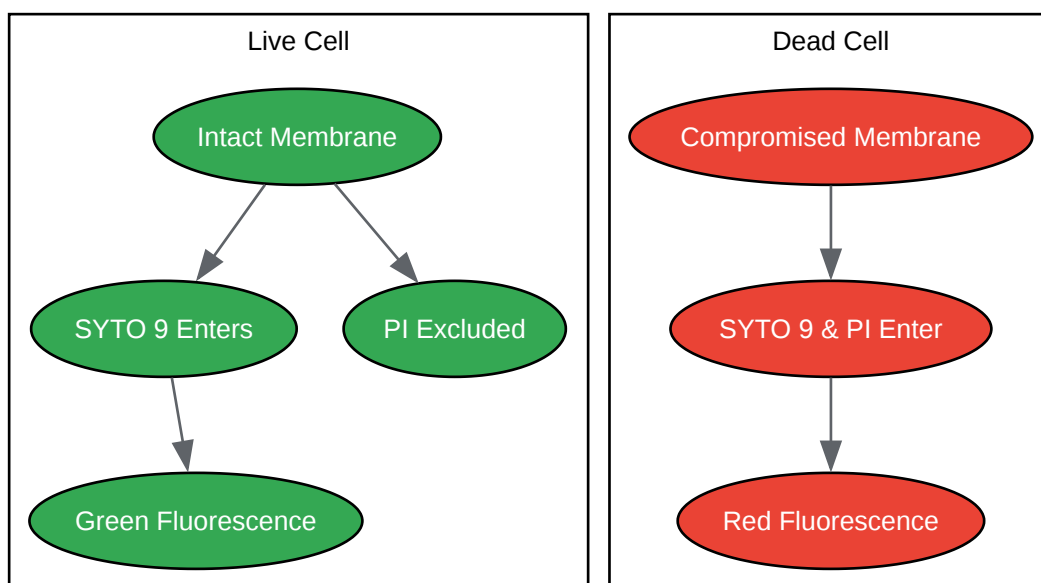 Live Cell
Intact Membrane
SYTO 9 Enters
PI Excluded
Green Fluorescence
Dead Cell
Compromised Membrane
SYTO 9 & PI Enter
Red Fluorescence